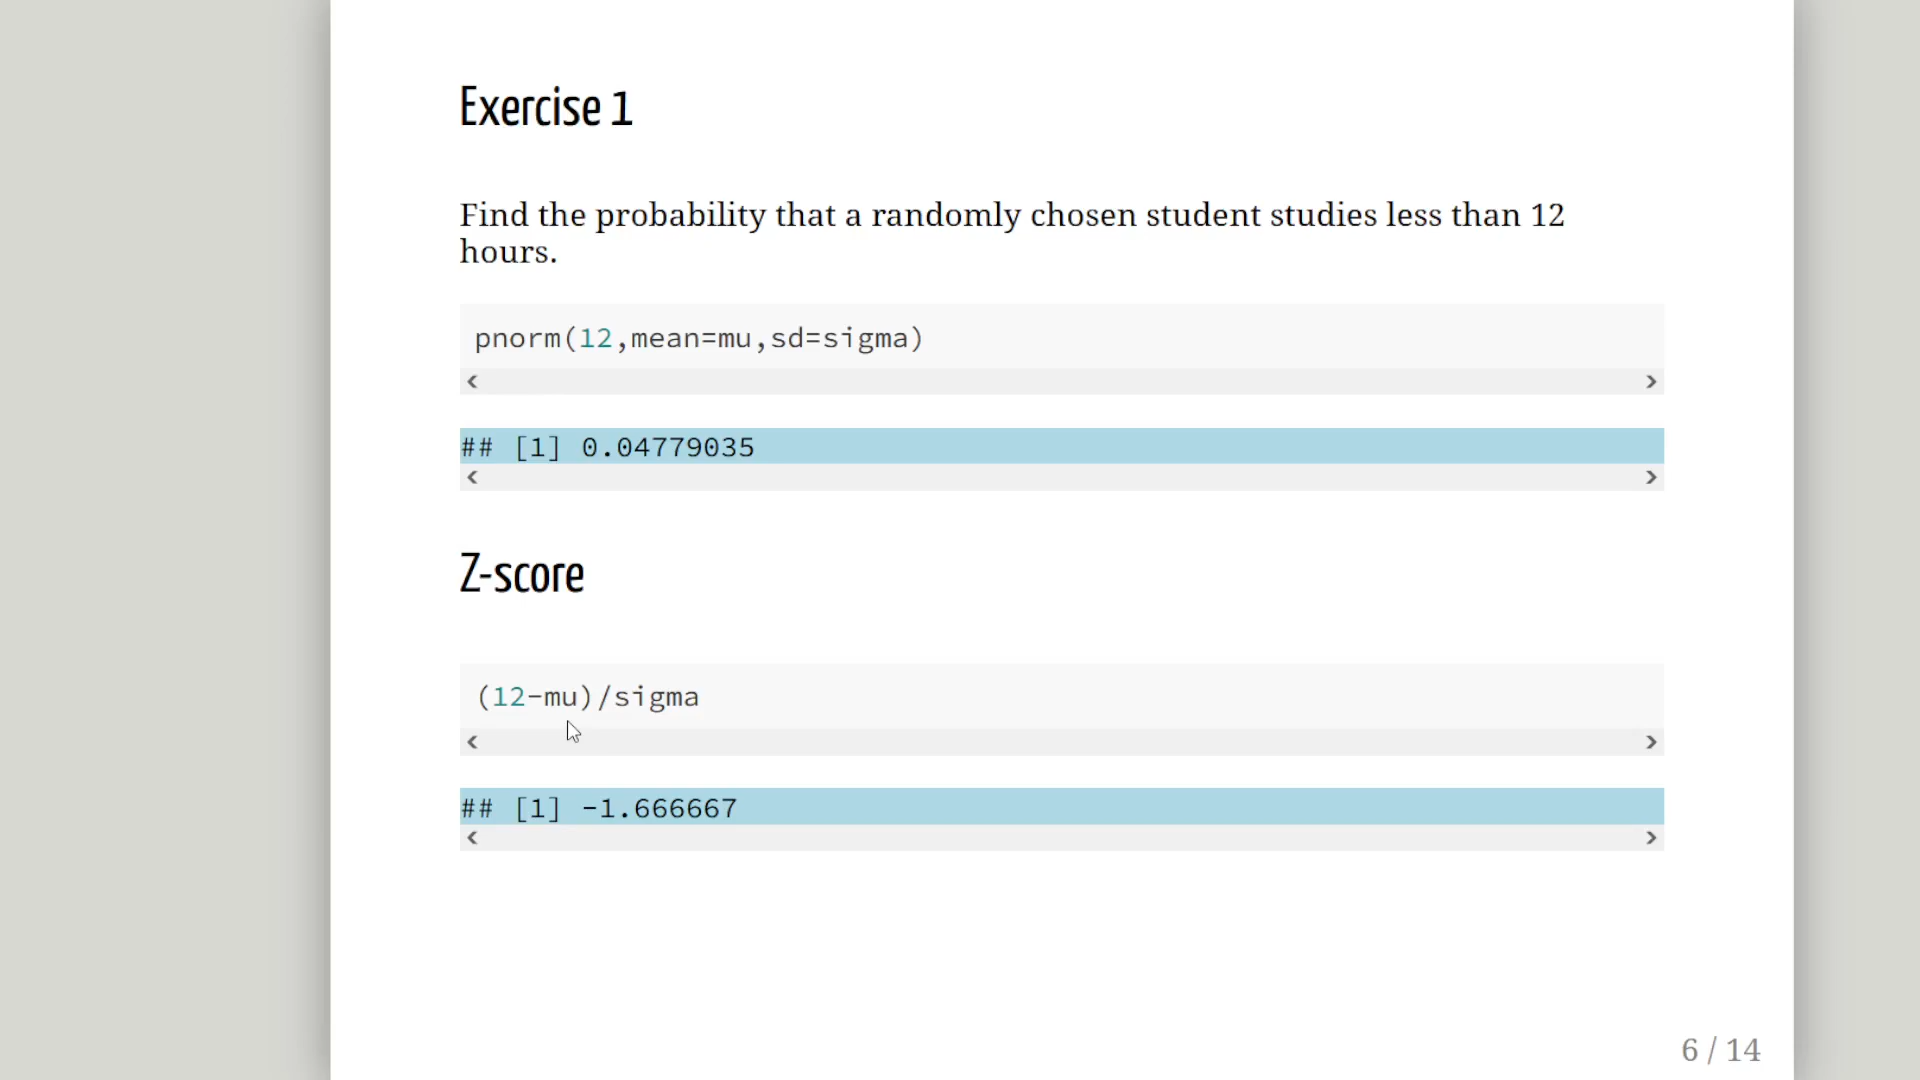 Exercise 1
Find the probability that a randomly chosen student studies less than 12
hours.
pnorm(12,mean=mu,sd=sigma)
## [1] 0.04779035
Z-score
(12-mu)/sigma
## [1] -1.666667
6 / 14